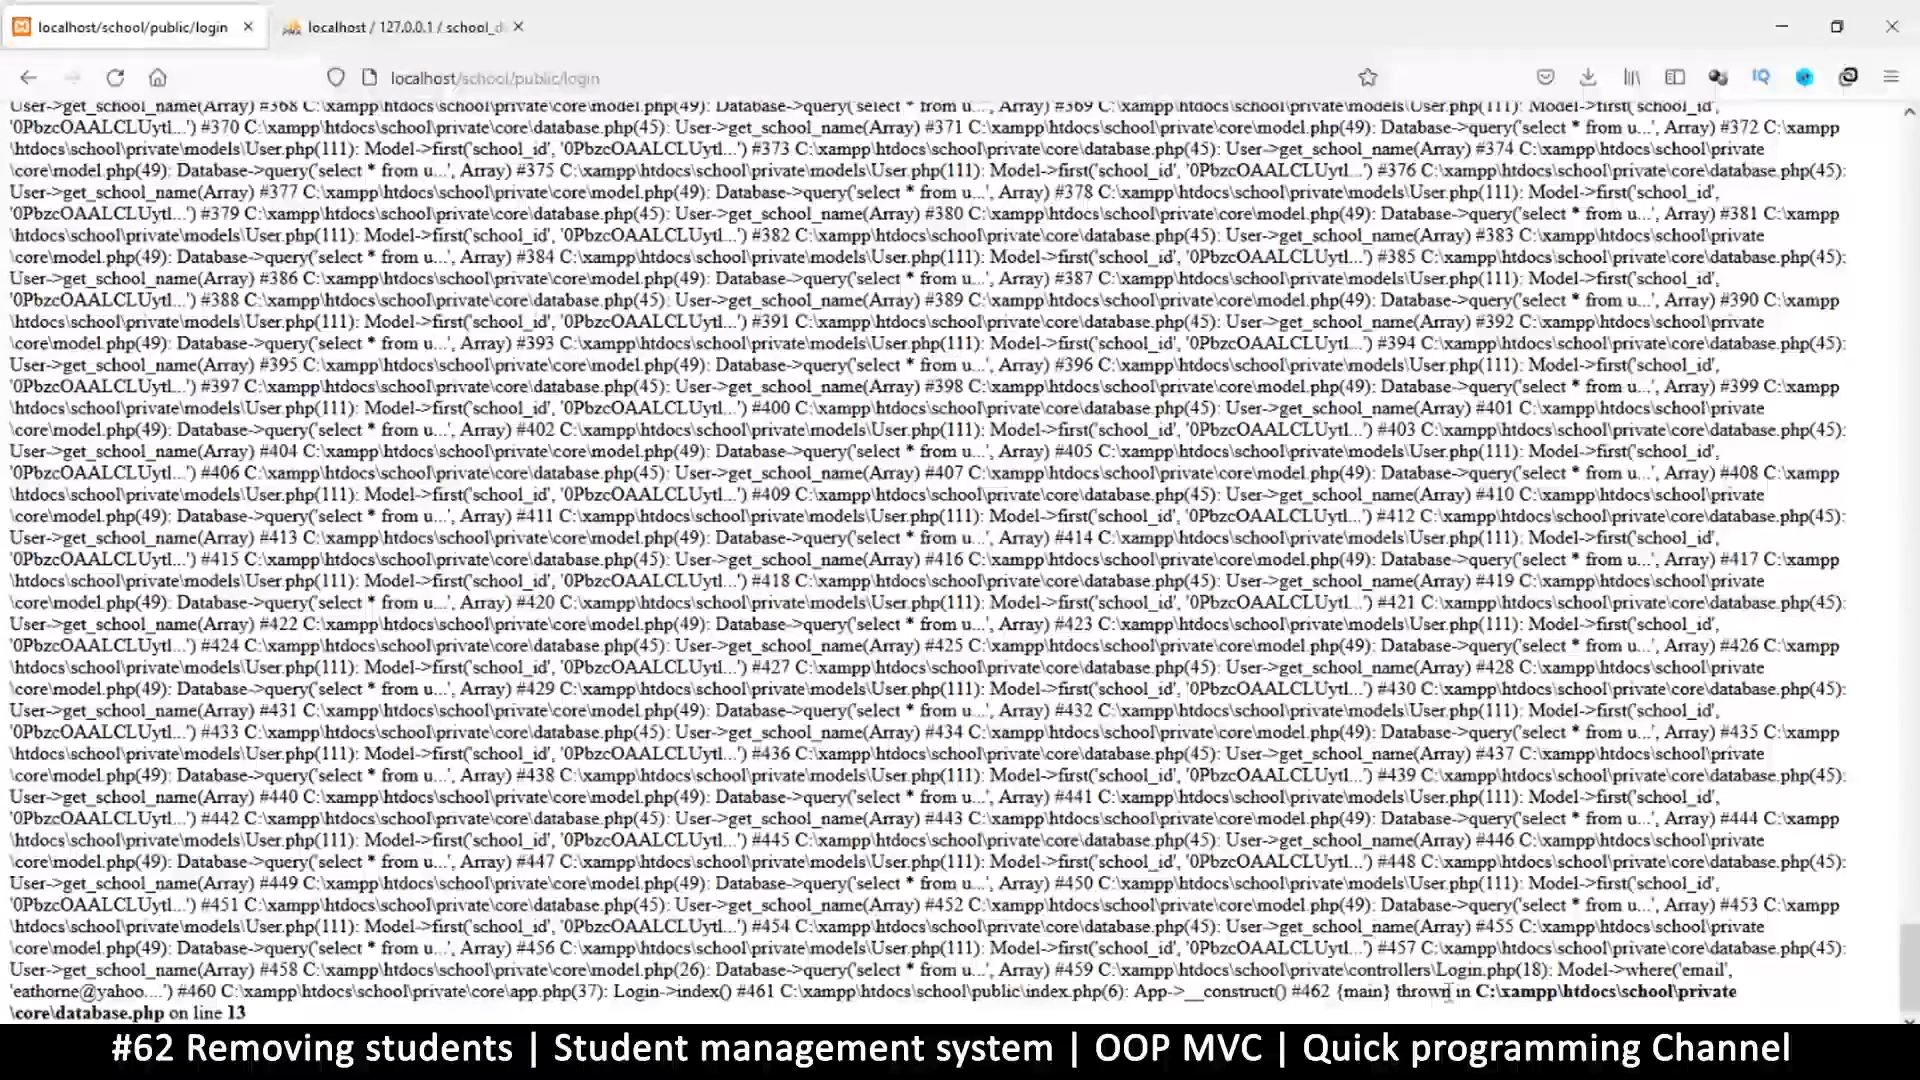 localhost/school/public/login
localhost / 127.0.0.1 / school_d
localhost/school/public/login
User->get_school_name(Array) #368 C:\xampp\htdocs\school\private\core\model.php(49): Database->query('select * from u...', Array) #369 C:\xampp\htdocs\school\private\models\User.php(111): Model->first('school_id',
'0PbzcOAALCLUytl...') #370 C:\xampp\htdocs\school\private\core\database.php(45): User->get_school_name(Array) #371 C:\xampp\htdocs\school\private\core\model.php(49): Database->query('select * from u...', Array) #372 C:\xampp
\htdocs\school\private\models\User.php(111): Model->first('school_id', '0PbzcOAALCLUytl...') #373 C:\xampp\htdocs\school\private\core\database.php(45): User->get_school_name(Array) #374 C:\xampp\htdocs\school\private
\core\model.php(49): Database->query('select * from u...', Array) #375 C:\xampp\htdocs\school\private\models\User.php(111): Model->first('school_id', '0PbzcOAALCLUytl...') #376 C:\xampp\htdocs\school\private\core\database.php(45):
User->get_school_name(Array) #377 C:\xampp\htdocs\school\private\core\model.php(49): Database->query('select * from u...', Array) #378 C:\xampp\htdocs\school\private\models\User.php(111): Model->first('school_id',
'0PbzcOAALCLUytl...') #379 C:\xampp\htdocs\school\private\core\database.php(45): User->get_school_name(Array) #380 C:\xampp\htdocs\school\private\core\model.php(49): Database->query('select * from u...', Array) #381 C:\xampp
\htdocs\school\private\models\User.php(111): Model->first('school_id', '0PbzcOAALCLUytl...') #382 C:\xampp\htdocs\school\private\core\database.php(45): User->get_school_name(Array) #383 C:\xampp\htdocs\school\private
\core\model.php(49): Database->query('select * from u...', Array) #384 C:\xampp\htdocs\school\private\models\User.php(111): Model->first('school_id', '0PbzcOAALCLUytl...') #385 C:\xampp\htdocs\school\private\core\database.php(45):
User->get_school_name(Array) #386 C:\xampp\htdocs\school\private\core\model.php(49): Database->query('select * from u...', Array) #387 C:\xampp\htdocs\school\private\models\User.php(111): Model->first('school_id',
'0PbzcOAALCLUytl...') #388 C:\xampp\htdocs\school\private\core\database.php(45): User->get_school_name(Array) #389 C:\xampp\htdocs\school\private\core\model.php(49): Database->query('select * from u...', Array) #390 C:\xampp
\htdocs\school\private\models\User.php(111): Model->first('school_id', '0PbzcOAALCLUytl...') #391 C:\xampp\htdocs\school\private\core\database.php(45): User->get_school_name(Array) #392 C:\xampp\htdocs\school\private
\core\model.php(49): Database->query('select * from u...', Array) #393 C:\xampp\htdocs\school\private\models\User.php(111): Model->first('school_id', '0PbzcOAALCLUytl...') #394 C:\xampp\htdocs\school\private\core\database.php(45):
User->get_school_name(Array) #395 C:\xampp\htdocs\school\private\core\model.php(49): Database->query('select * from u...', Array) #396 C:\xampp\htdocs\school\private\models\User.php(111): Model->first('school_id',
'0PbzcOAALCLUytl...') #397 C:\xampp\htdocs\school\private\core\database.php(45): User->get_school_name(Array) #398 C:\xampp\htdocs\school\private\core\model.php(49): Database->query('select * from u...', Array) #399 C:\xampp
\htdocs\school\private\models\User.php(111): Model->first('school_id', '0PbzcOAALCLUytl...') #400 C:\xampp\htdocs\school\private\core\database.php(45): User->get_school_name(Array) #401 C:\xampp\htdocs\school\private
\core\model.php(49): Database->query('select * from u...', Array) #402 C:\xampp\htdocs\school\private\models\User.php(111): Model->first('school_id', '0PbzcOAALCLUytl...') #403 C:\xampp\htdocs\school\private\core\database.php(45):
User->get_school_name(Array) #404 C:\xampp\htdocs\school\private\core\model.php(49): Database->query('select * from u...', Array) #405 C:\xampp\htdocs\school\private\models\User.php(111): Model->first('school_id',
'0PbzcOAALCLUytl...') #406 C:\xampp\htdocs\school\private\core\database.php(45): User->get_school_name(Array) #407 C:\xampp\htdocs\school\private\core\model.php(49): Database->query('select * from u...', Array) #408 C:\xampp
\htdocs\school\private\models\User.php(111): Model->first('school_id', '0PbzcOAALCLUytl...') #409 C:\xampp\htdocs\school\private\core\database.php(45): User->get_school_name(Array) #410 C:\xampp\htdocs\school\private
\core\model.php(49): Database->query('select * from u...', Array) #411 C:\xampp\htdocs\school\private\models\User.php(111): Model->first('school_id', '0PbzcOAALCLUytl...') #412 C:\xampp\htdocs\school\private\core\database.php(45):
User->get_school_name(Array) #413 C:\xampp\htdocs\school\private\core\model.php(49): Database->query('select * from u...', Array) #414 C:\xampp\htdocs\school\private\models\User.php(111): Model->first('school_id',
'0PbzcOAALCLUytl...') #415 C:\xampp\htdocs\school\private\core\database.php(45): User->get_school_name(Array) #416 C:\xampp\htdocs\school\private\core\model.php(49): Database->query('select * from u...', Array) #417 C:\xampp
\htdocs\school\private\models\User.php(111): Model->first('school_id', '0PbzcOAALCLUytl...') #418 C:\xampp\htdocs\school\private\core\database.php(45): User->get_school_name(Array) #419 C:\xampp\htdocs\school\private
\core\model.php(49): Database->query('select * from u...', Array) #420 C:\xampp\htdocs\school\private\models\User.php(111): Model->first('school_id', '0PbzcOAALCLUytl...') #421 C:\xampp\htdocs\school\private\core\database.php(45):
User->get_school_name(Array) #422 C:\xampp\htdocs\school\private\core\model.php(49): Database->query('select * from u...', Array) #423 C:\xampp\htdocs\school\private\models\User.php(111): Model->first('school_id',
'0PbzcOAALCLUytl...') #424 C:\xampp\htdocs\school\private\core\database.php(45): User->get_school_name(Array) #425 C:\xampp\htdocs\school\private\core\model.php(49): Database->query('select * from u...', Array) #426 C:\xampp
\htdocs\school\private\models\User.php(111): Model->first('school_id', '0PbzcOAALCLUytl...') #427 C:\xampp\htdocs\school\private\core\database.php(45): User->get_school_name(Array) #428 C:\xampp\htdocs\school\private
\core\model.php(49): Database->query('select * from u...', Array) #429 C:\xampp\htdocs\school\private\models\User.php(111): Model->first('school_id', '0PbzcOAALCLUytl...') #430 C:\xampp\htdocs\school\private\core\database.php(45):
User->get_school_name(Array) #431 C:\xampp\htdocs\school\private\core\model.php(49): Database->query('select * from u...', Array) #432 C:\xampp\htdocs\school\private\models\User.php(111): Model->first('school_id',
'0PbzcOAALCLUytl...') #433 C:\xampp\htdocs\school\private\core\database.php(45): User->get_school_name(Array) #434 C:\xampp\htdocs\school\private\core\model.php(49): Database->query('select * from u...', Array) #435 C:\xampp
\htdocs\school\private\models\User.php(111): Model->first('school_id', '0PbzcOAALCLUytl...') #436 C:\xampp\htdocs\school\private\core\database.php(45): User->get_school_name(Array) #437 C:\xampp\htdocs\school\private
\core\model.php(49): Database->query('select * from u...', Array) #438 C:\xampp\htdocs\school\private\models\User.php(111): Model->first('school_id', '0PbzcOAALCLUytl...') #439 C:\xampp\htdocs\school\private\core\database.php(45):
User->get_school_name(Array) #440 C:\xampp\htdocs\school\private\core\model.php(49): Database->query('select * from u...', Array) #441 C:\xampp\htdocs\school\private\models\User.php(111): Model->first('school_id',
'0PbzcOAALCLUytl...') #442 C:\xampp\htdocs\school\private\core\database.php(45): User->get_school_name(Array) #443 C:\xampp\htdocs\school\private\core\model.php(49): Database->query('select * from u...', Array) #444 C:\xampp
\htdocs\school\private\models\User.php(111): Model->first('school_id', '0PbzcOAALCLUytl...') #445 C:\xampp\htdocs\school\private\core\database.php(45): User->get_school_name(Array) #446 C:\xampp\htdocs\school\private
\core\model.php(49): Database->query('select * from u...', Array) #447 C:\xampp\htdocs\school\private\models\User.php(111): Model->first('school_id', '0PbzcOAALCLUytl...') #448 C:\xampp\htdocs\school\private\core\database.php(45):
User->get_school_name(Array) #449 C:\xampp\htdocs\school\private\core\model.php(49): Database->query('select * from u...', Array) #450 C:\xampp\htdocs\school\private\models\User.php(111): Model->first('school_id',
'0PbzcOAALCLUytl...') #451 C:\xampp\htdocs\school\private\core\database.php(45): User->get_school_name(Array) #452 C:\xampp\htdocs\school\private\core\model.php(49): Database->query('select * from u...', Array) #453 C:\xampp
\htdocs\school\private\models\User.php(111): Model->first('school_id', '0PbzcOAALCLUytl...') #454 C:\xampp\htdocs\school\private\core\database.php(45): User->get_school_name(Array) #455 C:\xampp\htdocs\school\private
\core\model.php(49): Database->query('select * from u...', Array) #456 C:\xampp\htdocs\school\private\models\User.php(111): Model->first('school_id', '0PbzcOAALCLUytl...') #457 C:\xampp\htdocs\school\private\core\database.php(45):
User->get_school_name(Array) #458 C:\xampp\htdocs\school\private\core\model.php(26): Database->query('select * from u...', Array) #459 C:\xampp\htdocs\school\private\controllers\Login.php(18): Model->where('email',
'eathorne@yahoo....') #460 C:\xampp\htdocs\school\private\core\app.php(37): Login->index() #461 C:\xampp\htdocs\school\public\index.php(6): App->__construct() #462 {main} thrown in C:\xampp\htdocs\school\private
\core\database.php on line 13
#62 Removing students | Student management system | OOP MVC | Quick programming Channel